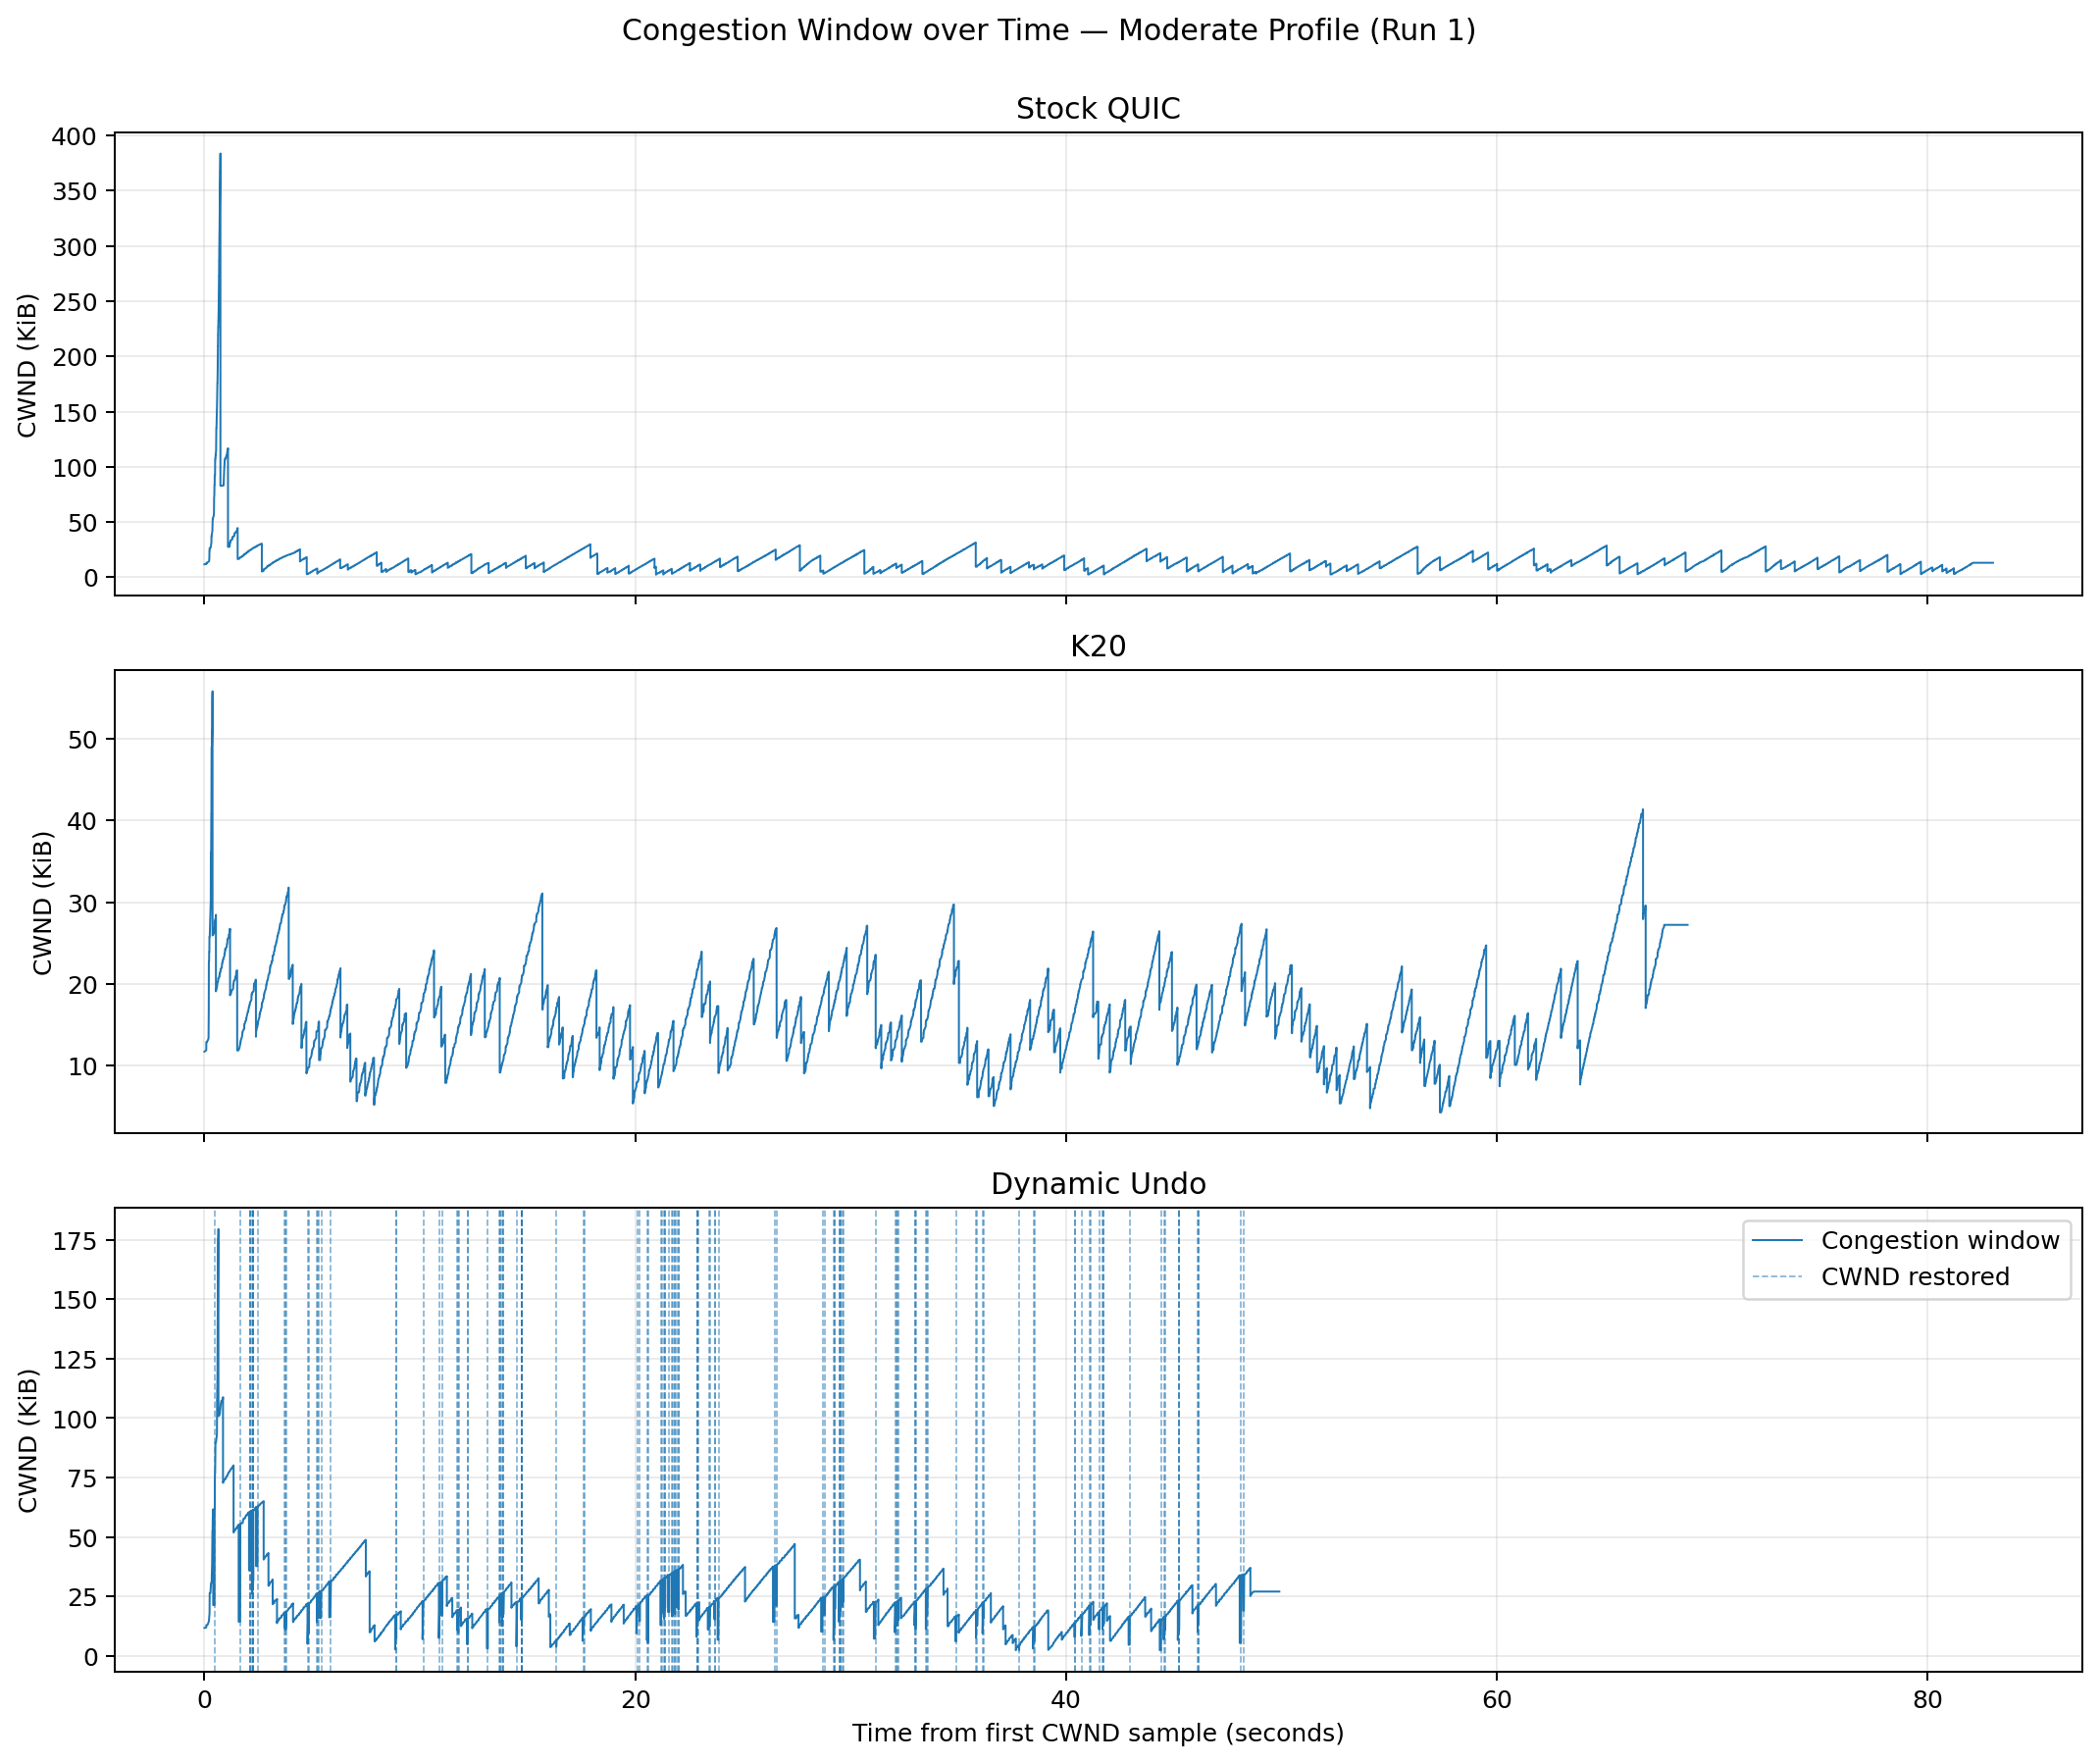 Congestion Window over Time — Moderate Profile (Run 1)
Stock QUIC
CWND (KiB)
400
350
300
250
200
150
100
50
0
K20
CWND (KiB)
50
40
30
20
10
Dynamic Undo
CWND (KiB)
175
150
125
100
75
50
25
0
Congestion window
CWND restored
0 20 40 60 80
Time from first CWND sample (seconds)